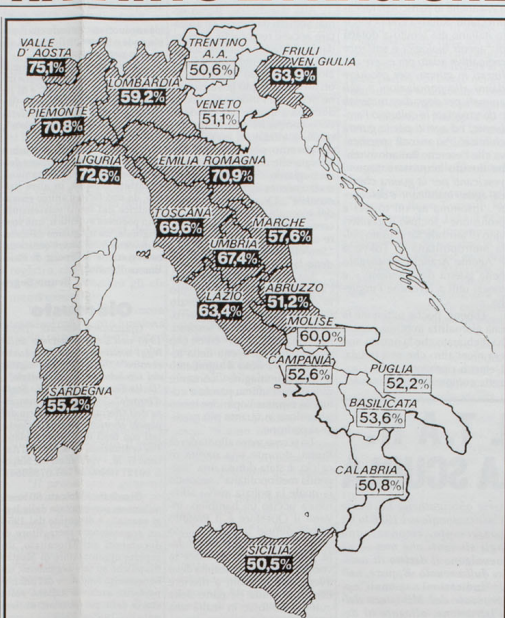 VALLE
D' AOSTA
75,1%
TRENTINO
A.A.
50,6%
FRIULI
VEN. GIULIA
63,9%
LOMBARDIA
59,2%
VENETO
51,1%
PIEMONTE
70,8%
LIGURIA
72,6%
EMILIA ROMAGNA
70,9%
TOSCANA
69,6%
MARCHE
57,6%
UMBRIA
67,4%
LAZIO
63,4%
ABRUZZO
51,2%
MOLISE
60,0%
CAMPANIA
52,6%
PUGLIA
52,2%
BASILICATA
53,6%
SARDEGNA
55,2%
CALABRIA
50,8%
SICILIA
50,5%